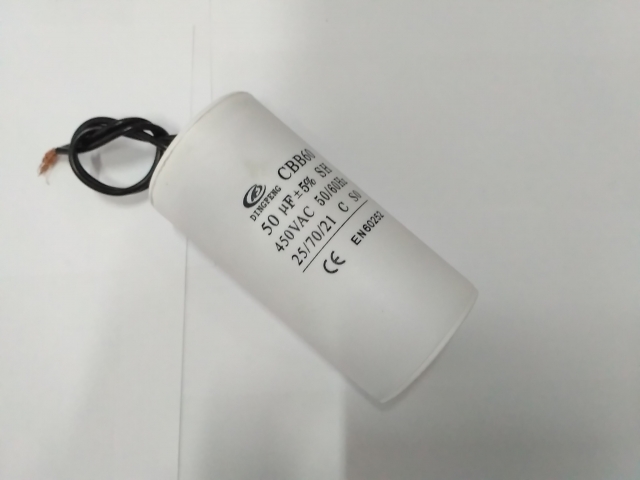 DINGFENG
CBB60
50 μF±5% SH
450VAC 50/60Hz
25/70/21 C S0
CE EN60252